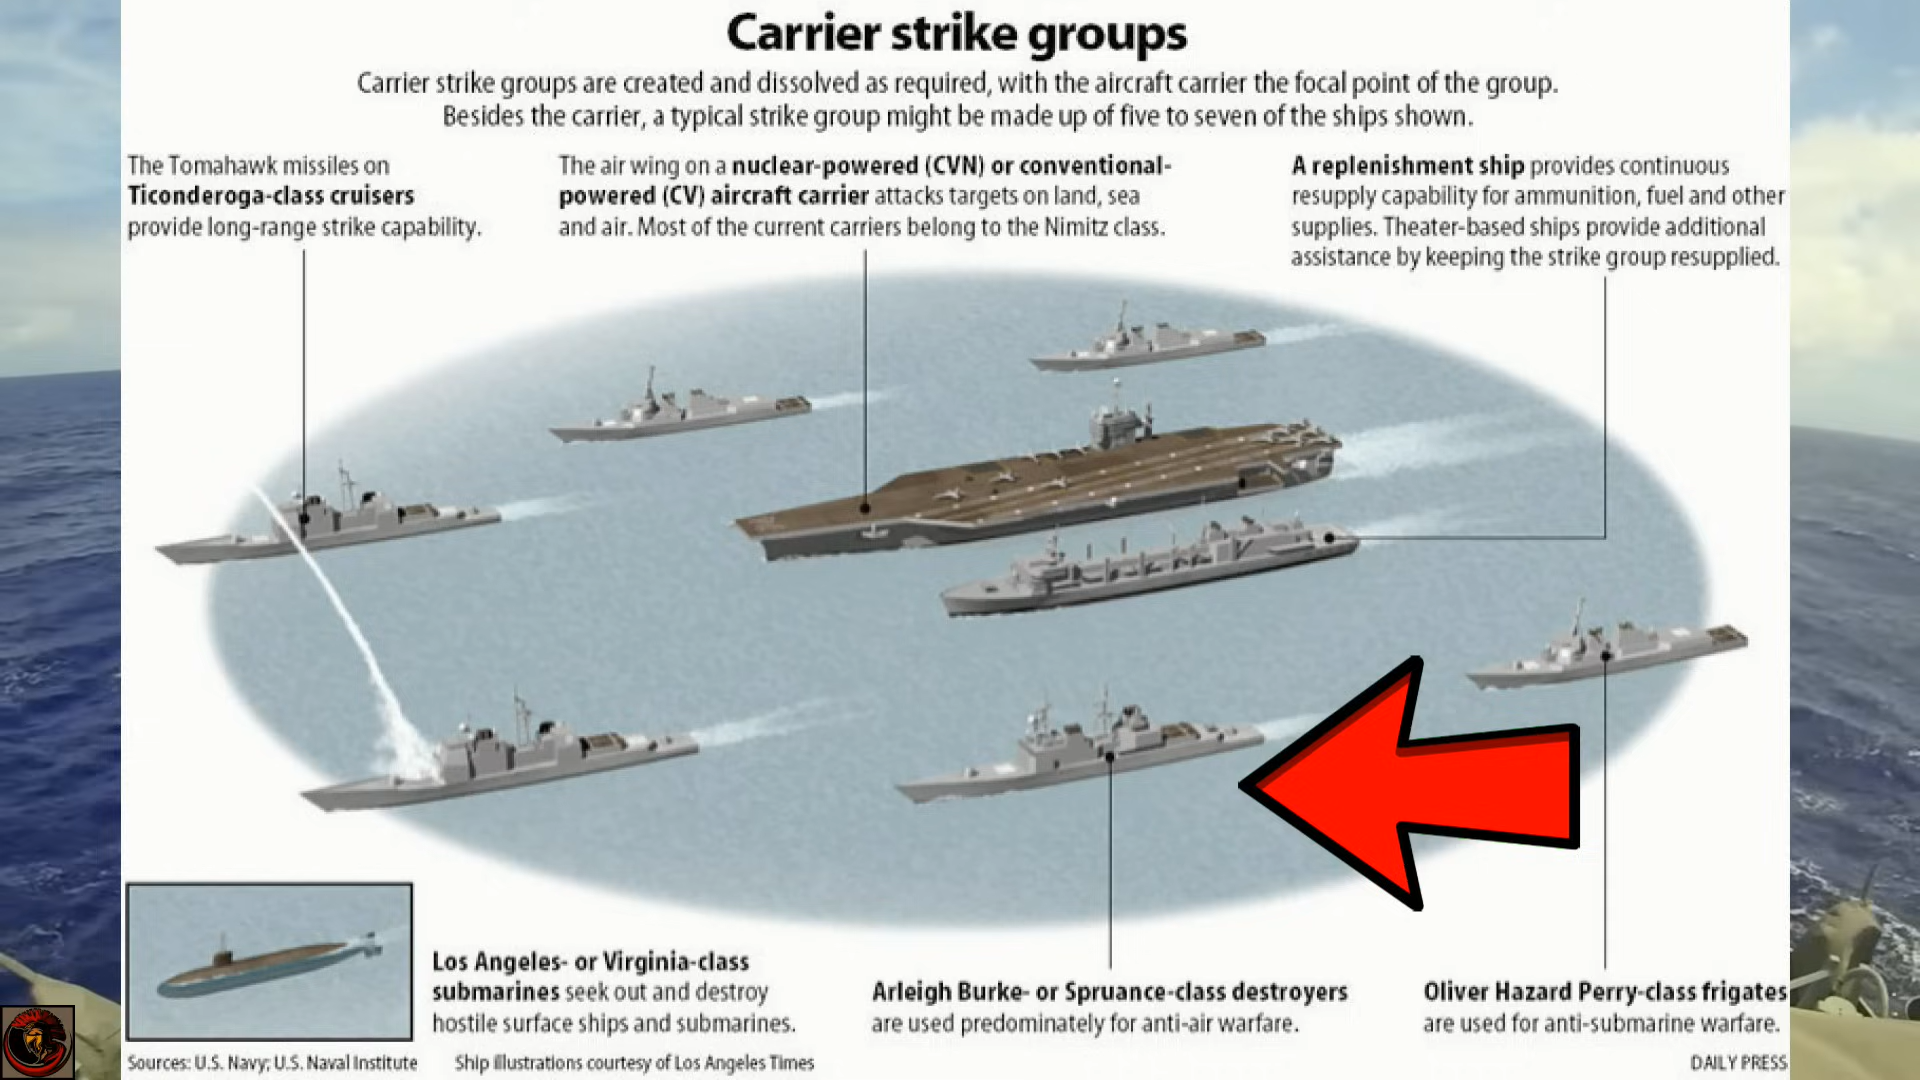 Carrier strike groups
Carrier strike groups are created and dissolved as required, with the aircraft carrier the focal point of the group.
Besides the carrier, a typical strike group might be made up of five to seven of the ships shown.
The Tomahawk missiles on
Ticonderoga-class cruisers
provide long-range strike capability.
The air wing on a nuclear-powered (CVN) or conventional-
powered (CV) aircraft carrier attacks targets on land, sea
and air. Most of the current carriers belong to the Nimitz class.
A replenishment ship provides continuous
resupply capability for ammunition, fuel and other
supplies. Theater-based ships provide additional
assistance by keeping the strike group resupplied.
Los Angeles- or Virginia-class
submarines seek out and destroy
hostile surface ships and submarines.
Arleigh Burke- or Spruance-class destroyers
are used predominately for anti-air warfare.
Oliver Hazard Perry-class frigates
are used for anti-submarine warfare.
Sources: U.S. Navy; U.S. Naval Institute
Ship illustrations courtesy of Los Angeles Times
DAILY PRESS